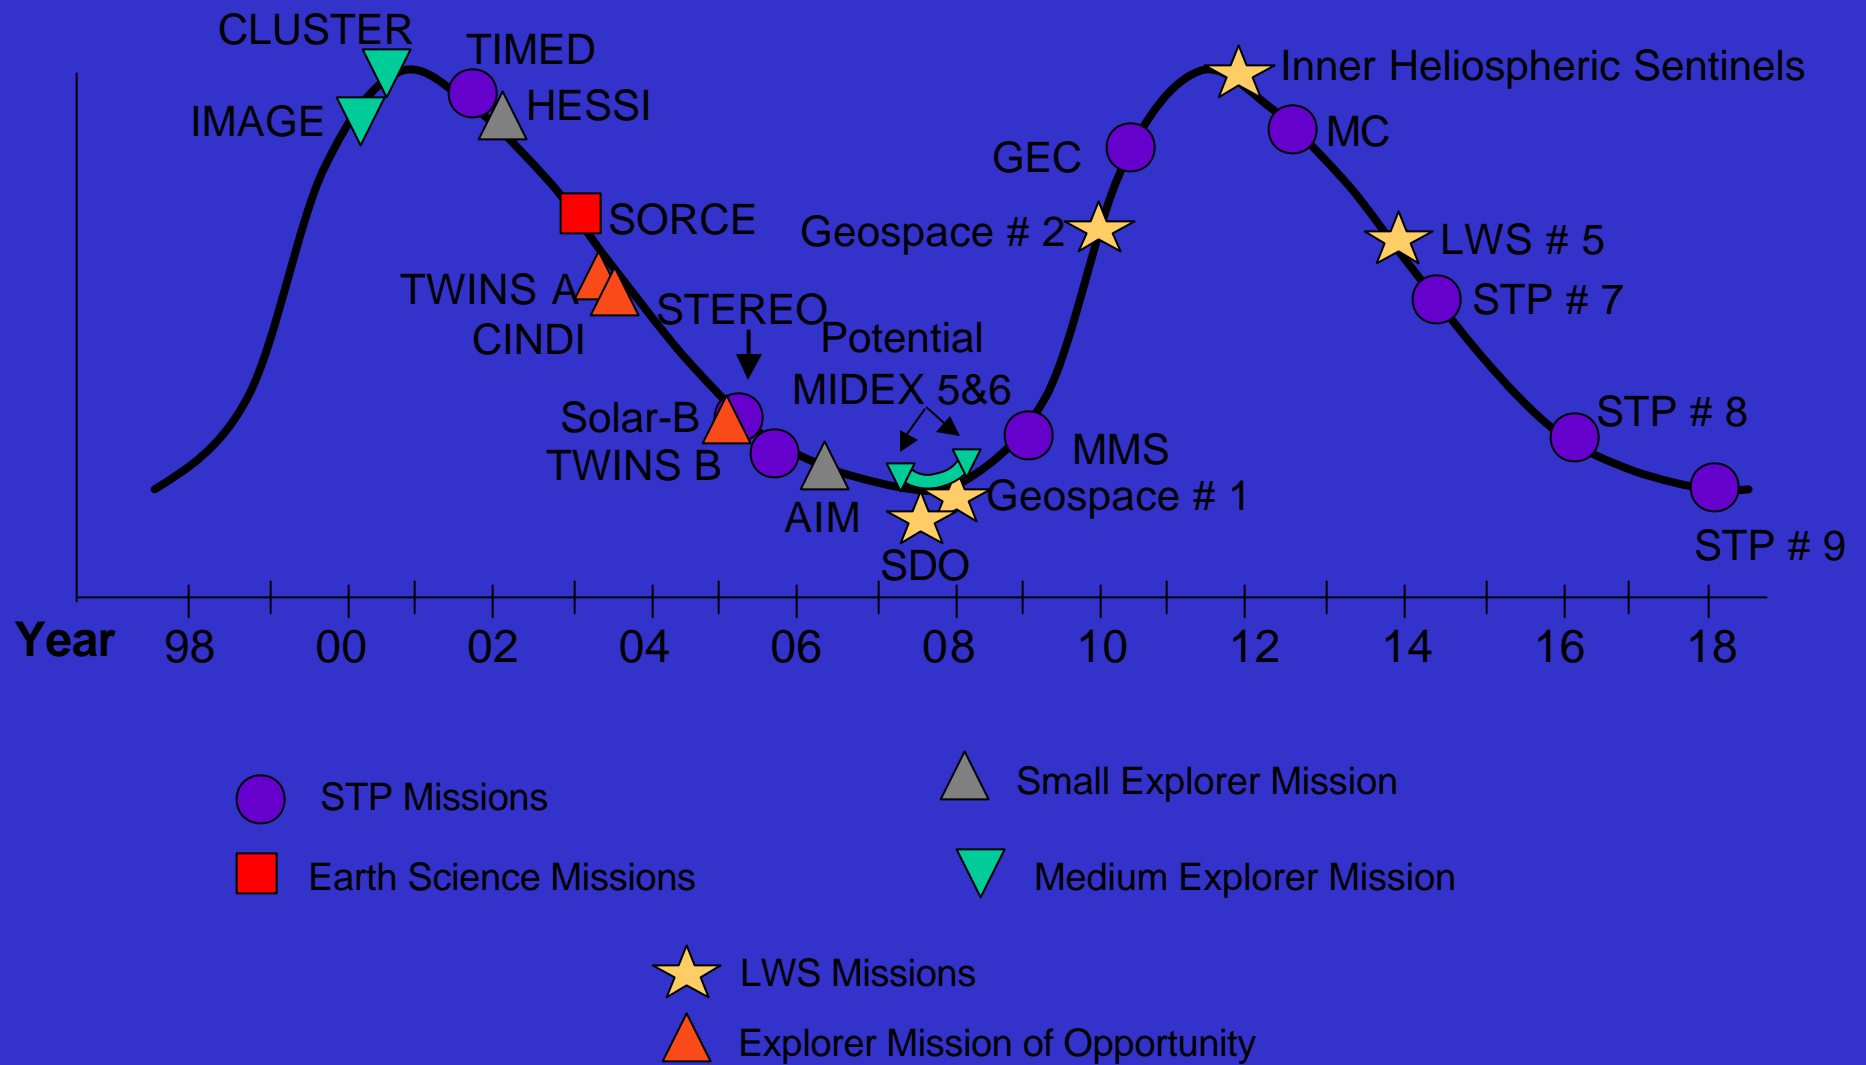 CLUSTER
TIMED
IMAGE
HESSI
SORCE
TWINS A
CINDI
STEREO
Potential
MIDEX 5&6
Solar-B
TWINS B
AIM
SDO
Geospace # 1
MMS
Geospace # 2
GEC
Inner Heliospheric Sentinels
MC
LWS # 5
STP # 7
STP # 8
STP # 9
Year 98 00 02 04 06 08 10 12 14 16 18
STP Missions
Small Explorer Mission
Earth Science Missions
Medium Explorer Mission
LWS Missions
Explorer Mission of Opportunity